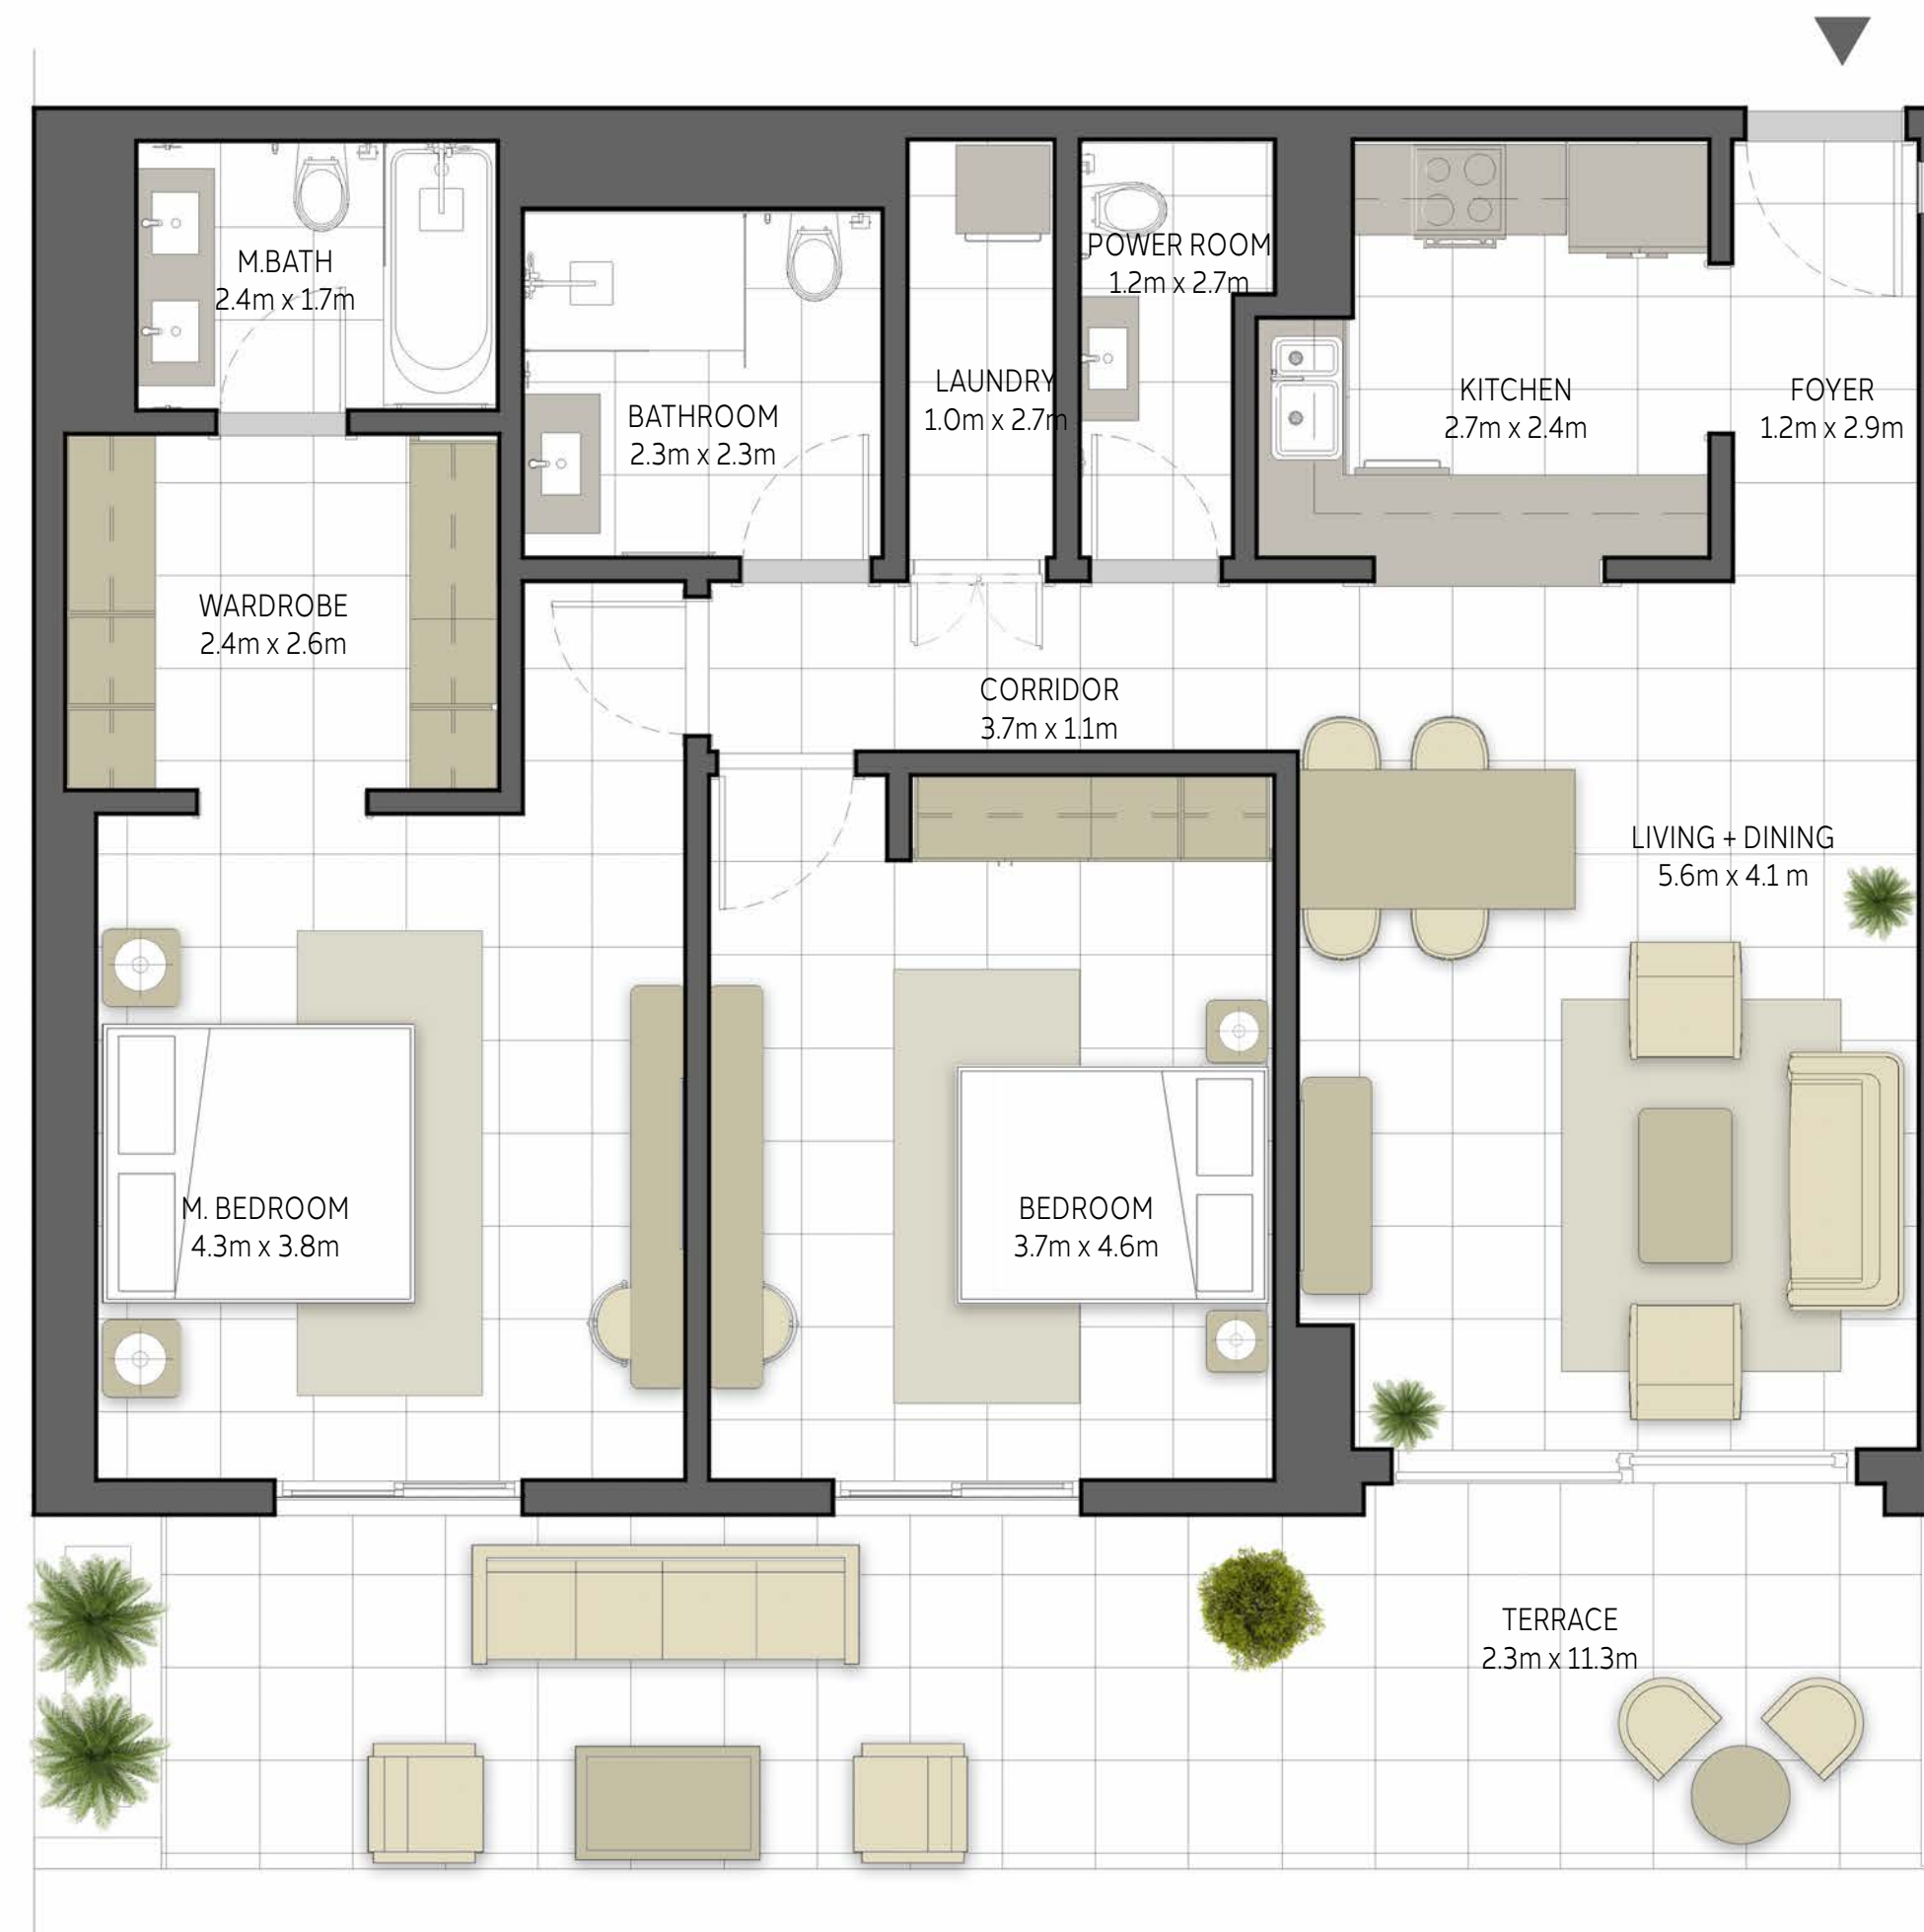 M.BATH
2.4m x 1.7m
POWER ROOM
1.2m x 2.7m
BATHROOM
2.3m x 2.3m
LAUNDRY
1.0m x 2.7m
KITCHEN
2.7m x 2.4m
FOYER
1.2m x 2.9m
WARDROBE
2.4m x 2.6m
CORRIDOR
3.7m x 1.1m
LIVING + DINING
5.6m x 4.1 m
M. BEDROOM
4.3m x 3.8m
BEDROOM
3.7m x 4.6m
TERRACE
2.3m x 11.3m